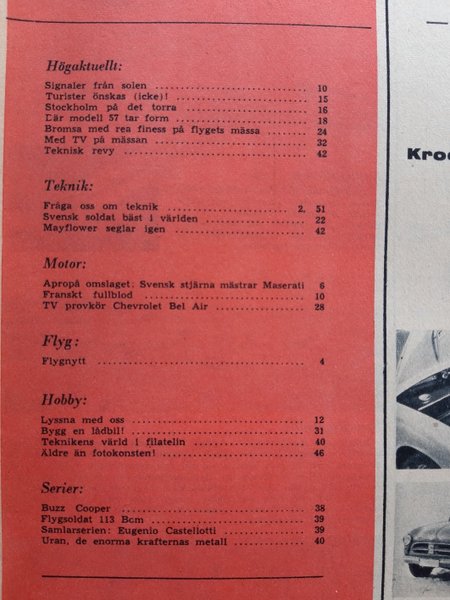 Högaktuellt:
Signaler från solen 10
Turister önskas (icke)! 15
Stockholm på det torra 16
Där modell 57 tar form 18
Bromsa med rea finess på flygets mässa 24
Med TV på mässan 32
Teknisk revy 42
Teknik:
Fråga oss om teknik 2, 51
Svensk soldat bäst i världen 22
Mayflower seglar igen 42
Motor:
Apropå omslaget: Svensk stjärna mästrar Maserati 6
Franskt fullblod 10
TV provkör Chevrolet Bel Air 28
Flyg:
Flygnytt 4
Hobby:
Lyssna med oss 12
Bygg en lådbil! 31
Teknikens värld i filatelin 40
Äldre än fotokonsten! 46
Serier:
Buzz Cooper 38
Flygsoldat 113 Bom 39
Samlarserien: Eugenio Castellotti 39
Uran, de enorma krafternas metall 40